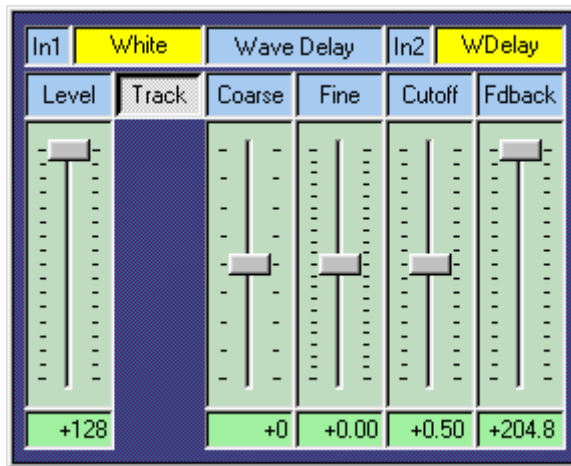 In1 White Wave Delay In2 WDelay
Level Track Coarse Fine Cutoff Fdback
+128 +0 +0.00 +0.50 +204.8